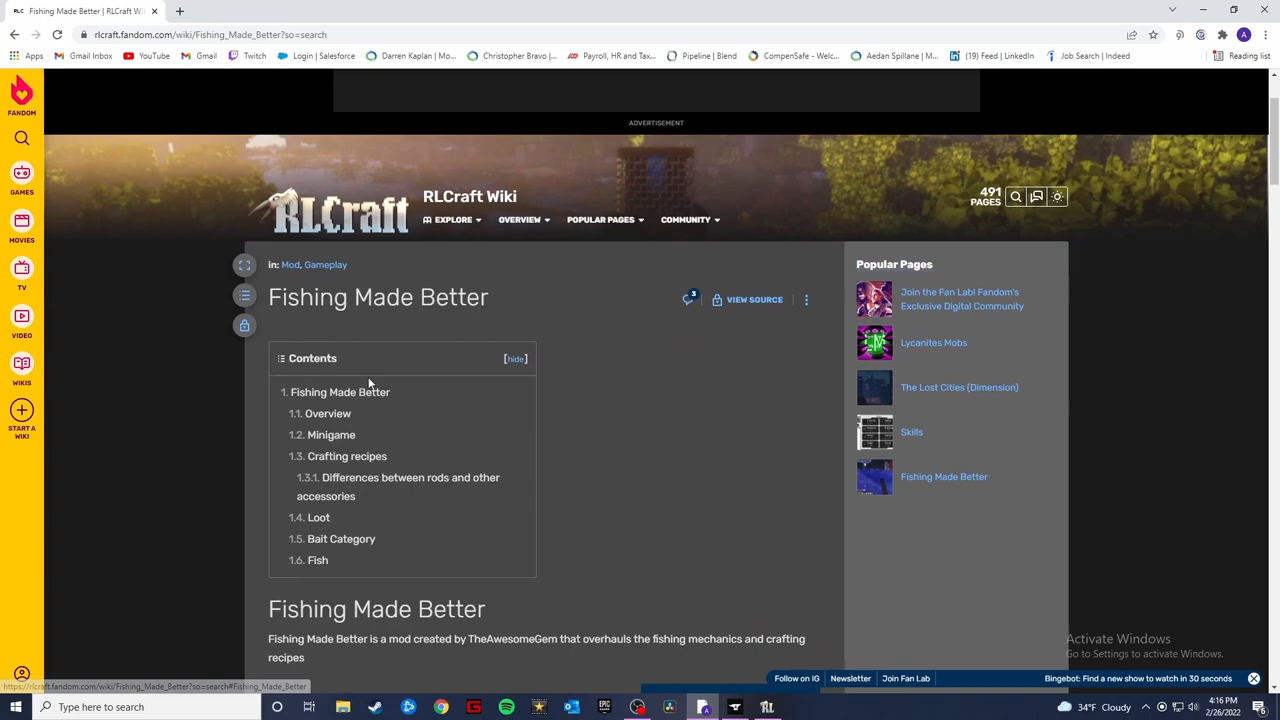 RLC
Fishing Made Better | RLCraft Wi
rlcraft.fandom.com/wiki/Fishing_Made_Better?so=search
Apps
Gmail Inbox
YouTube
Gmail
Twitch
Login | Salesforce
Darren Kaplan | Mo...
Christopher Bravo |...
Payroll, HR and Tax...
Pipeline | Blend
CompenSafe - Welc...
Aedan Spillane | M...
(19) Feed | LinkedIn
Job Search | Indeed
Reading list
A
FANDOM
GAMES
MOVIES
TV
VIDEO
WIKIS
START A
WIKI
ADVERTISEMENT
RLCRAFT
RLCraft Wiki
EXPLORE
OVERVIEW
POPULAR PAGES
COMMUNITY
491
PAGES
in: Mod, Gameplay
Fishing Made Better
3
VIEW SOURCE
Contents
[hide]
1. Fishing Made Better
1.1. Overview
1.2. Minigame
1.3. Crafting recipes
1.3.1. Differences between rods and other
accessories
1.4. Loot
1.5. Bait Category
1.6. Fish
Fishing Made Better
Fishing Made Better is a mod created by TheAwesomeGem that overhauls the fishing mechanics and crafting
recipes
Popular Pages
Join the Fan Lab! Fandom's
Exclusive Digital Community
Lycanites Mobs
The Lost Cities (Dimension)
Skills
Fishing Made Better
Activate Windows
Go to Settings to activate Windows.
Follow on IG
Newsletter
Join Fan Lab
Bingebot: Find a new show to watch in 30 seconds
https://rlcraft.fandom.com/wiki/Fishing_Made_Better?so=search#Fishing_Made_Better
Type here to search
EPIC
34°F Cloudy
4:16 PM
2/26/2022
6